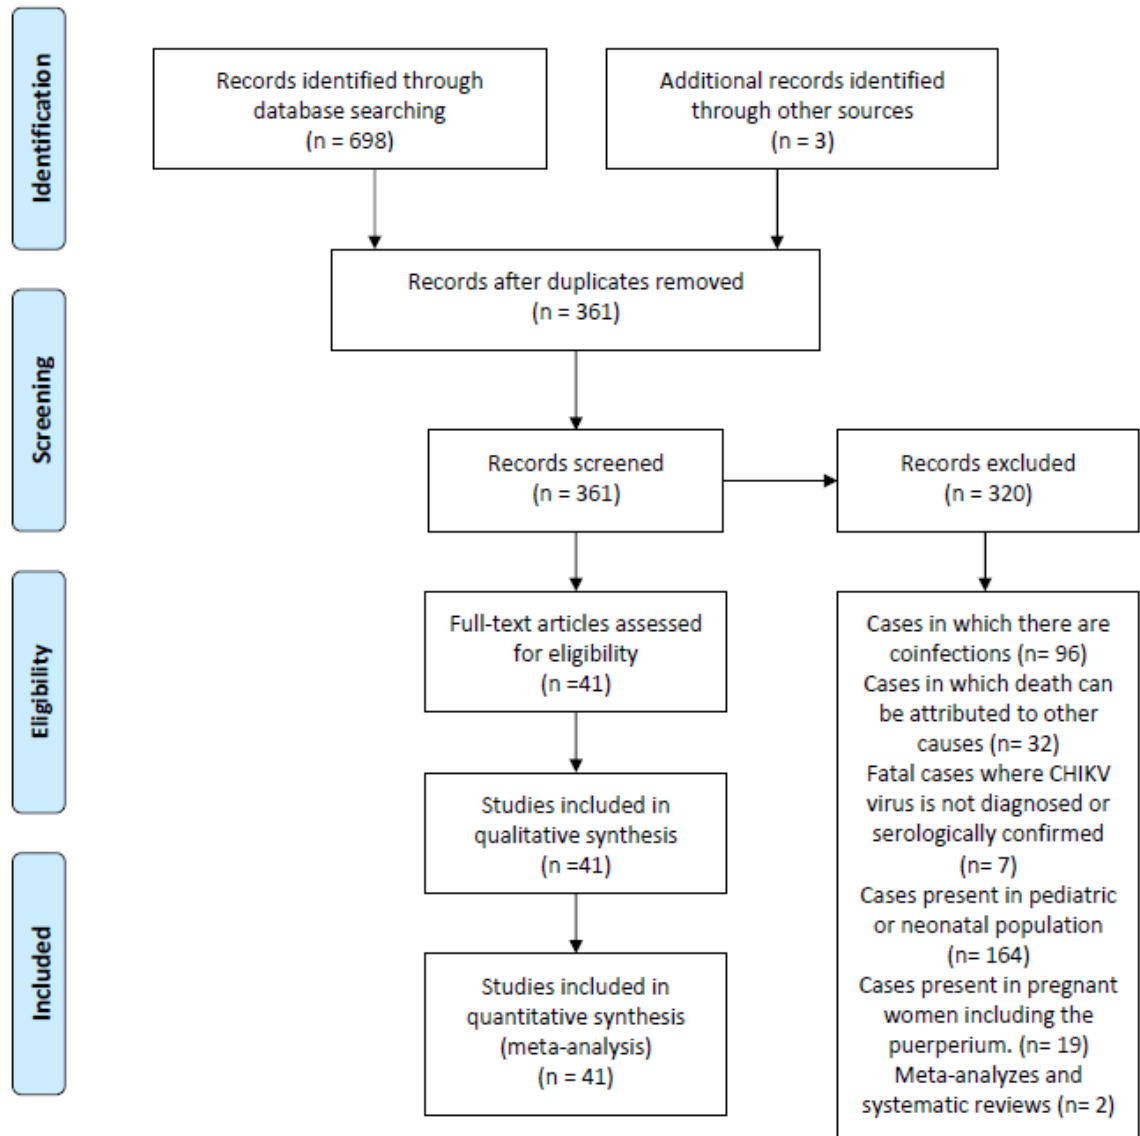 Identification
Records identified through
database searching
(n = 698)
Additional records identified
through other sources
(n = 3)
Records after duplicates removed
(n = 361)
Screening
Records screened
(n = 361)
Records excluded
(n = 320)
Eligibility
Full-text articles assessed
for eligibility
(n =41)
Cases in which there are
coinfections (n= 96)
Cases in which death can
be attributed to other
causes (n= 32)
Fatal cases where CHIKV
virus is not diagnosed or
serologically confirmed
(n= 7)
Cases present in pediatric
or neonatal population
(n= 164)
Cases present in pregnant
women including the
puerperium. (n= 19)
Meta-analyzes and
systematic reviews (n= 2)
Studies included in
qualitative synthesis
(n =41)
Included
Studies included in
quantitative synthesis
(meta-analysis)
(n = 41)